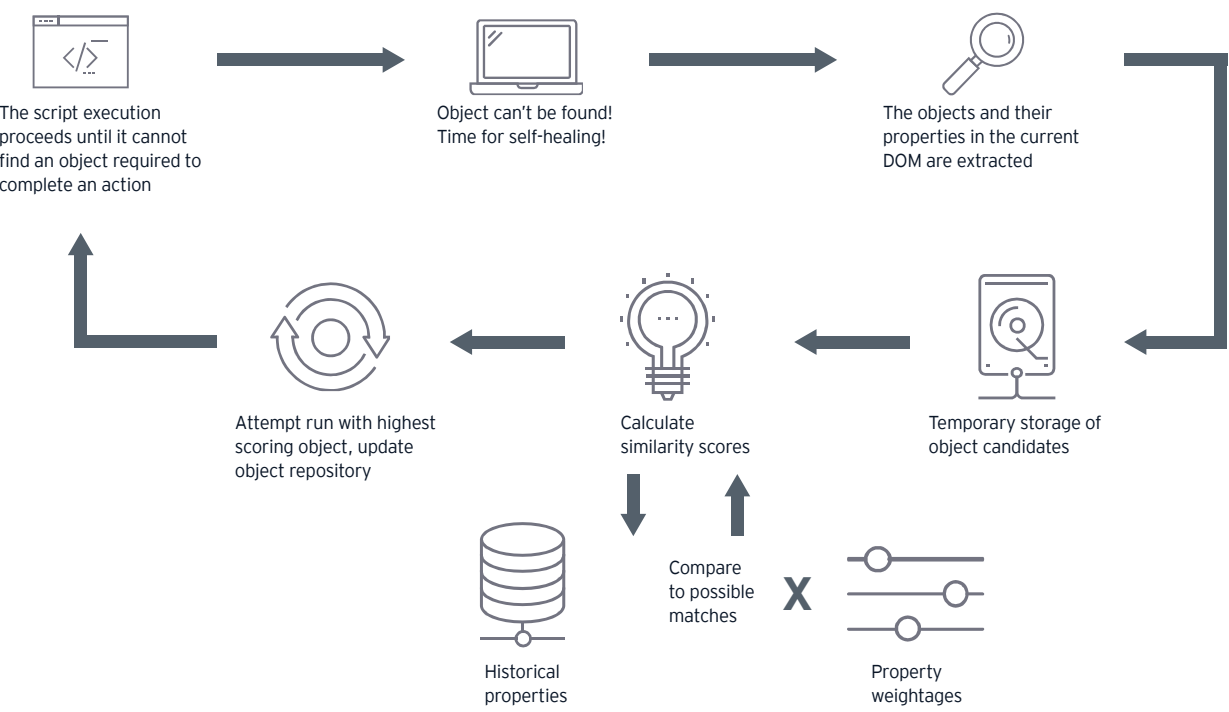 The script execution
proceeds until it cannot
find an object required to
complete an action
Object can't be found!
Time for self-healing!
The objects and their
properties in the current
DOM are extracted
Attempt run with highest
scoring object, update
object repository
Calculate
similarity scores
Temporary storage of
object candidates
Compare
to possible
matches
X
Historical
properties
Property
weightages